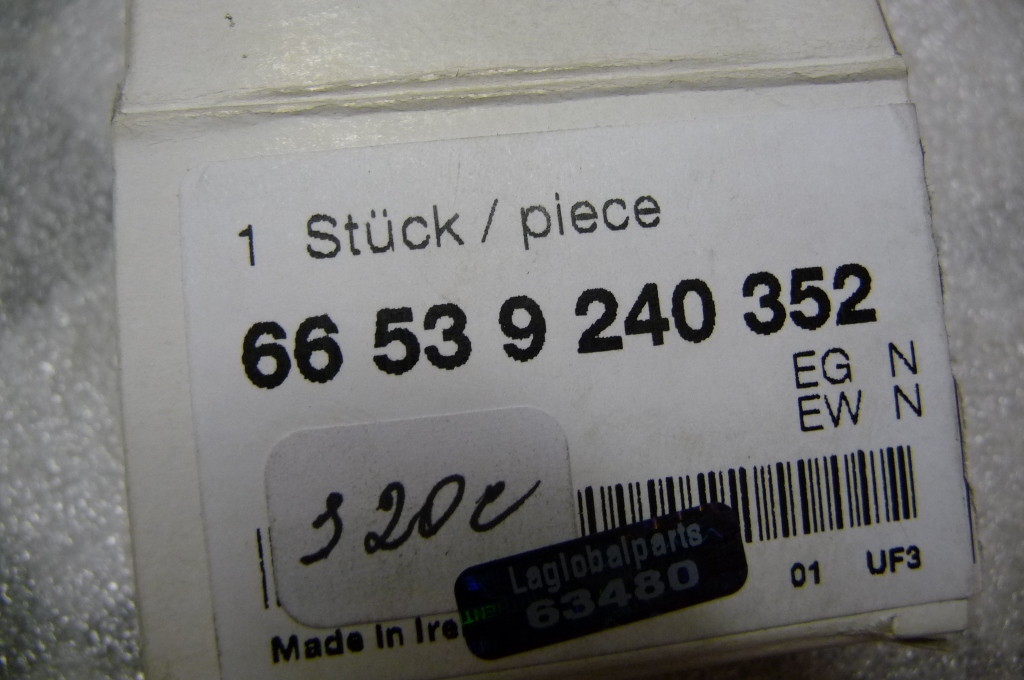 1 Stück / piece
66 53 9 240 352
EG N
EW N
320e
Laglobalparts
63480
01 UF3
Made in Ire